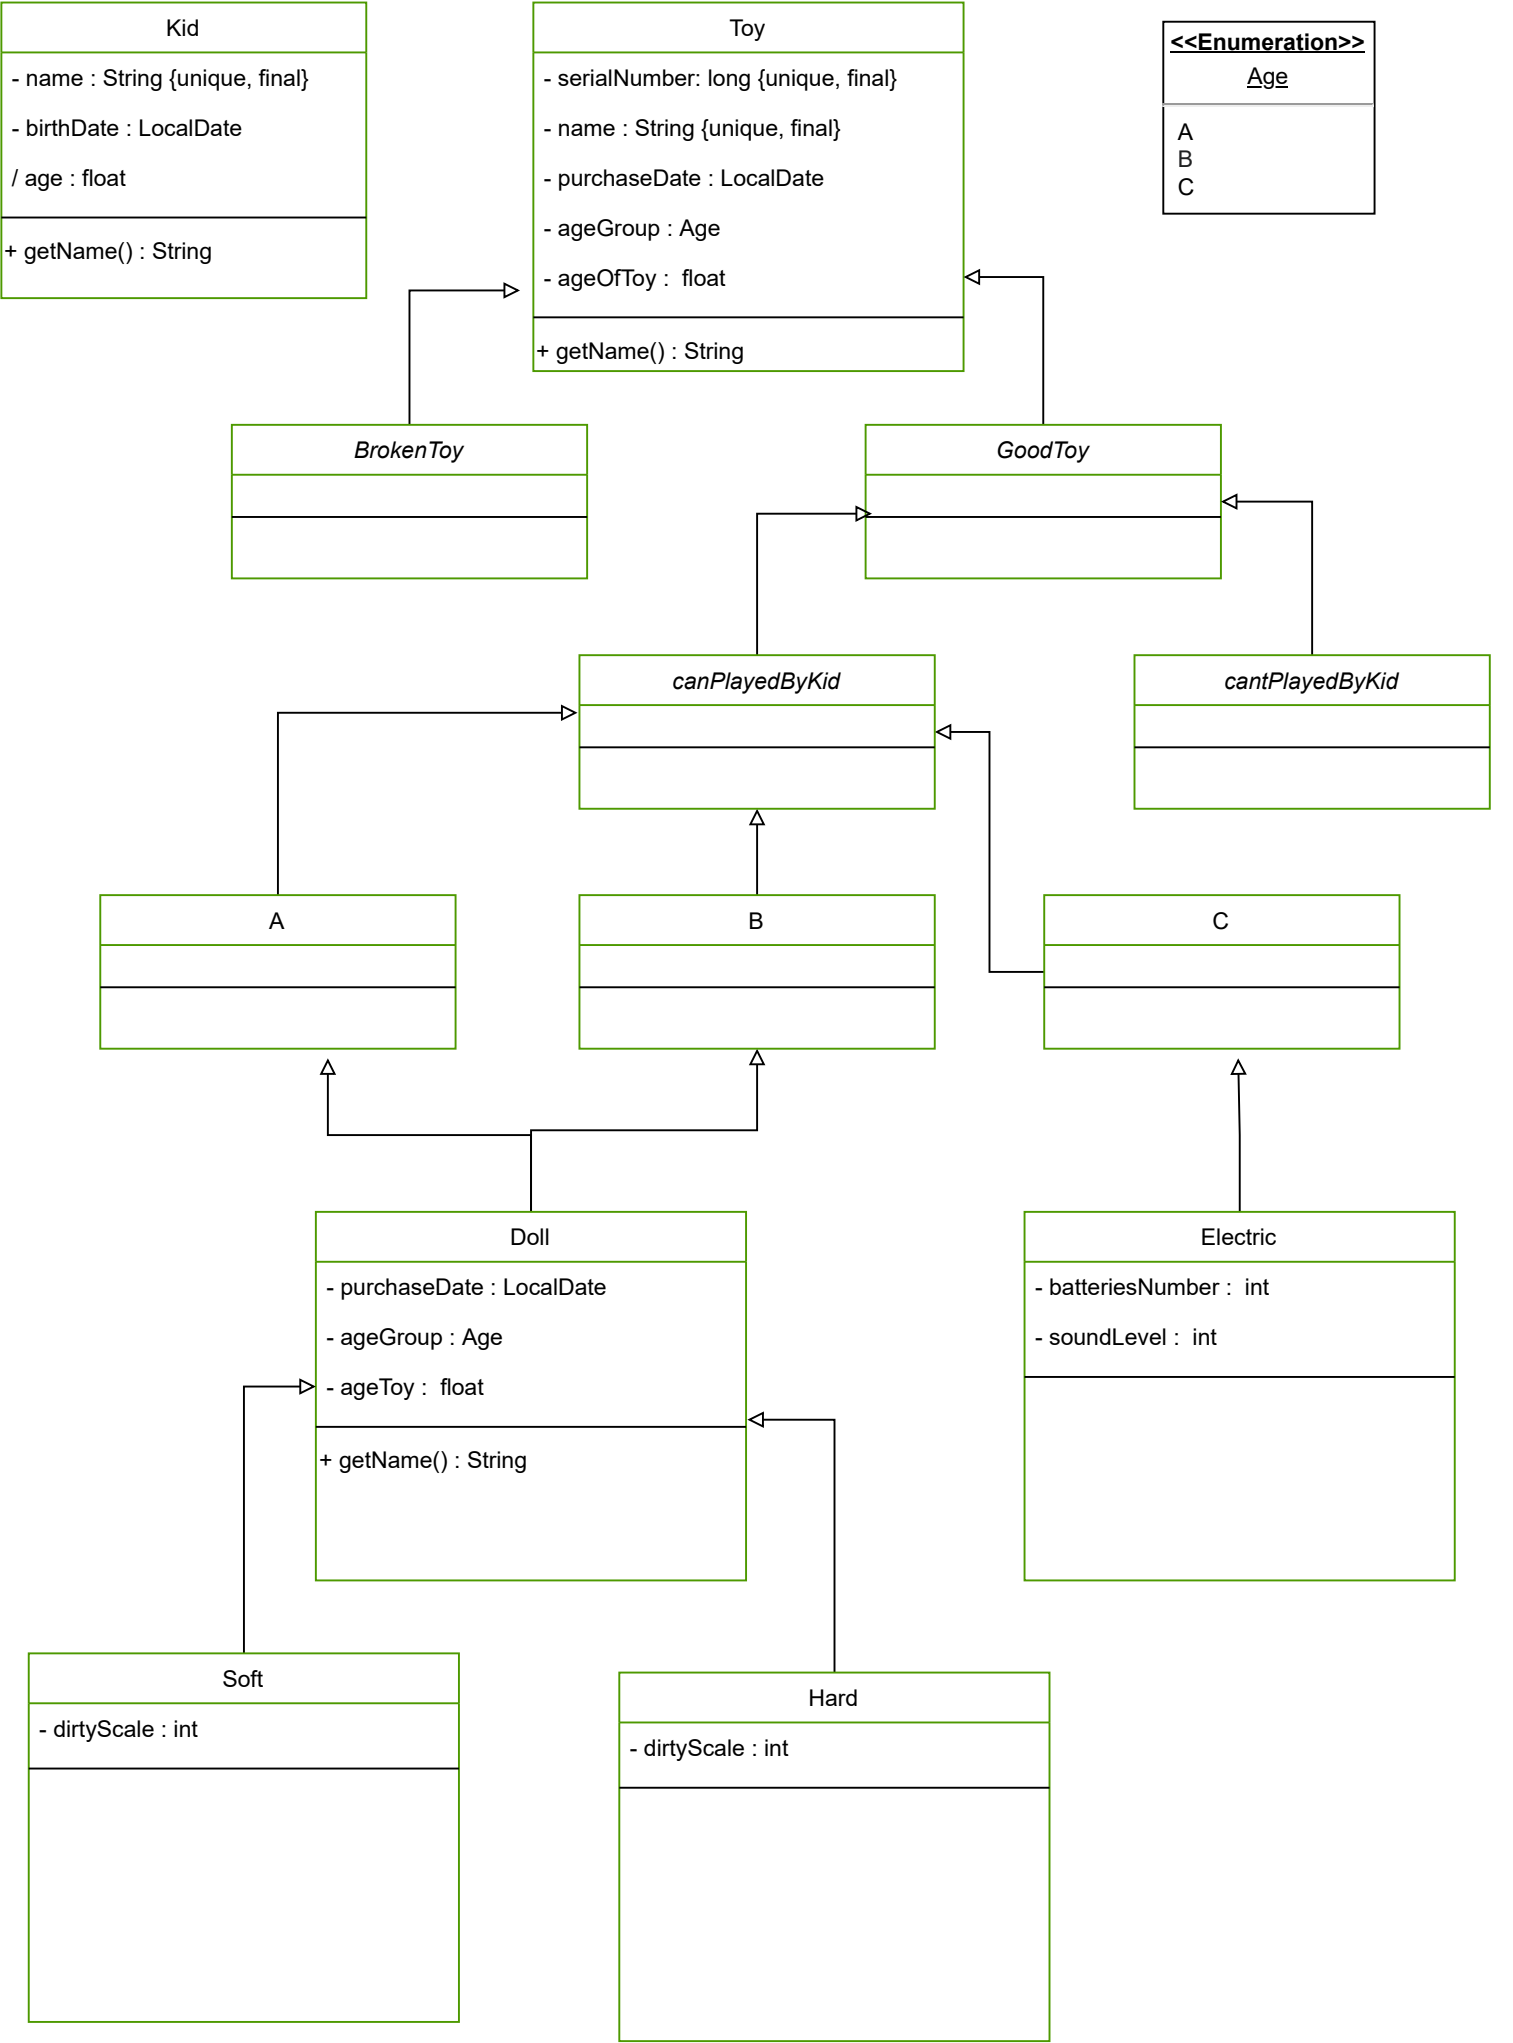 Kid
- name : String {unique, final}
- birthDate : LocalDate
/ age : float
+ getName() : String
Toy
- serialNumber: long {unique, final}
- name : String {unique, final}
- purchaseDate : LocalDate
- ageGroup : Age
- ageOfToy :  float
+ getName() : String
<<Enumeration>>
Age
A
B
C
BrokenToy
GoodToy
canPlayedByKid
cantPlayedByKid
A
B
C
Doll
- purchaseDate : LocalDate
- ageGroup : Age
- ageToy :  float
+ getName() : String
Electric
- batteriesNumber :  int
- soundLevel :  int
Soft
- dirtyScale : int
Hard
- dirtyScale : int